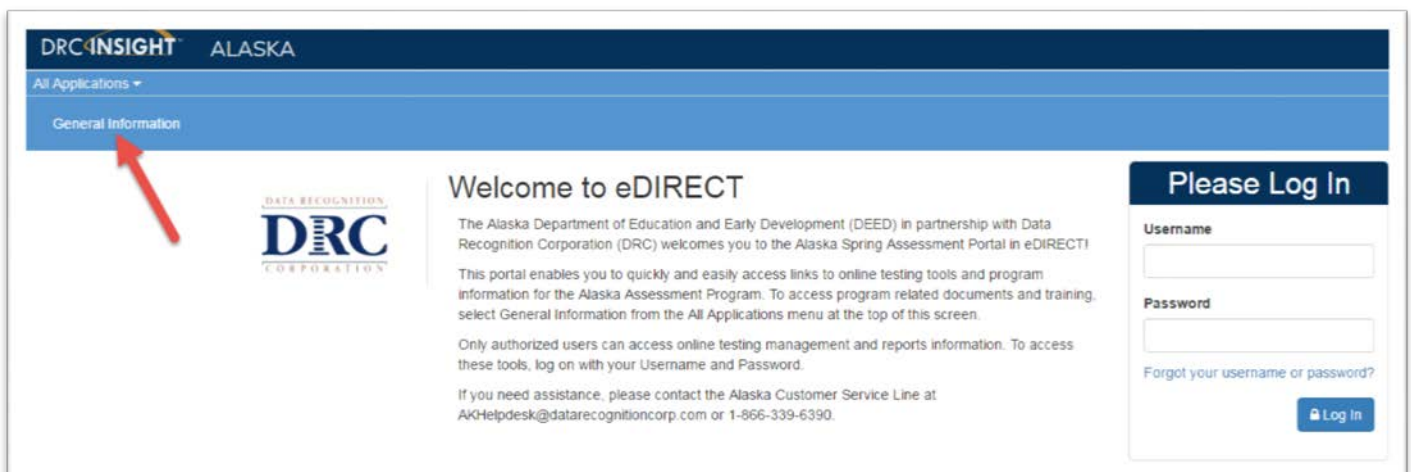 DRC INSIGHT ALASKA
All Applications
General Information
DATA RECOGNITION
DRC
CORPORATION
Welcome to eDIRECT
The Alaska Department of Education and Early Development (DEED) in partnership with Data
Recognition Corporation (DRC) welcomes you to the Alaska Spring Assessment Portal in eDIRECT!
This portal enables you to quickly and easily access links to online testing tools and program
information for the Alaska Assessment Program. To access program related documents and training,
select General Information from the All Applications menu at the top of this screen.
Only authorized users can access online testing management and reports information. To access
these tools, log on with your Username and Password.
If you need assistance, please contact the Alaska Customer Service Line at
AKHelpdesk@datarecognitioncorp.com or 1-866-339-6390.
Please Log In
Username
Password
Forgot your username or password?
Log In